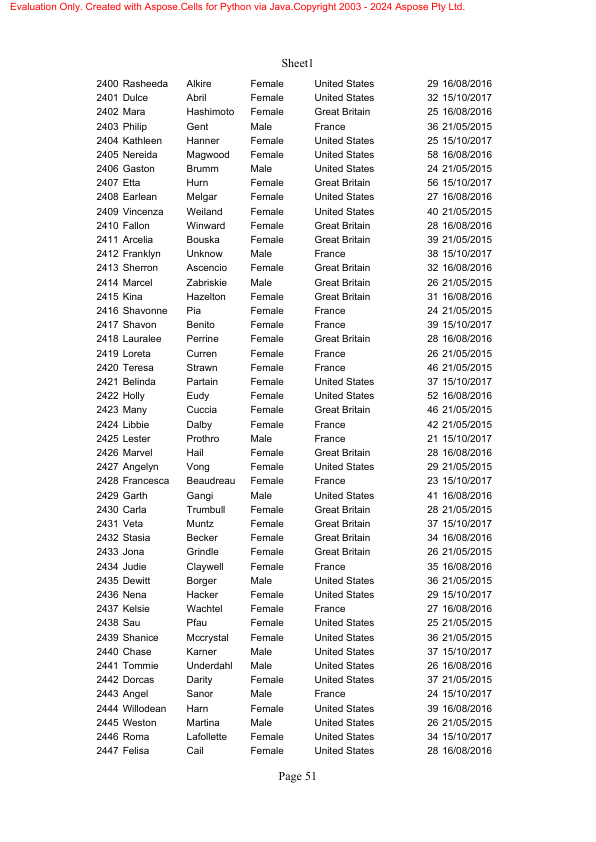 Evaluation Only. Created with Aspose.Cells for Python via Java.Copyright 2003 - 2024 Aspose Pty Ltd.
Sheet1
2400 Rasheeda Alkire Female United States 29 16/08/2016
2401 Dulce Abril Female United States 32 15/10/2017
2402 Mara Hashimoto Female Great Britain 25 16/08/2016
2403 Philip Gent Male France 36 21/05/2015
2404 Kathleen Hanner Female United States 25 15/10/2017
2405 Nereida Magwood Female United States 58 16/08/2016
2406 Gaston Brumm Male United States 24 21/05/2015
2407 Etta Hurn Female Great Britain 56 15/10/2017
2408 Earlean Melgar Female United States 27 16/08/2016
2409 Vincenza Weiland Female United States 40 21/05/2015
2410 Fallon Winward Female Great Britain 28 16/08/2016
2411 Arcelia Bouska Female Great Britain 39 21/05/2015
2412 Franklyn Unknow Male France 38 15/10/2017
2413 Sherron Ascencio Female Great Britain 32 16/08/2016
2414 Marcel Zabriskie Male Great Britain 26 21/05/2015
2415 Kina Hazelton Female Great Britain 31 16/08/2016
2416 Shavonne Pia Female France 24 21/05/2015
2417 Shavon Benito Female France 39 15/10/2017
2418 Lauralee Perrine Female Great Britain 28 16/08/2016
2419 Loreta Curren Female France 26 21/05/2015
2420 Teresa Strawn Female France 46 21/05/2015
2421 Belinda Partain Female United States 37 15/10/2017
2422 Holly Eudy Female United States 52 16/08/2016
2423 Many Cuccia Female Great Britain 46 21/05/2015
2424 Libbie Dalby Female France 42 21/05/2015
2425 Lester Prothro Male France 21 15/10/2017
2426 Marvel Hail Female Great Britain 28 16/08/2016
2427 Angelyn Vong Female United States 29 21/05/2015
2428 Francesca Beaudreau Female France 23 15/10/2017
2429 Garth Gangi Male United States 41 16/08/2016
2430 Carla Trumbull Female Great Britain 28 21/05/2015
2431 Veta Muntz Female Great Britain 37 15/10/2017
2432 Stasia Becker Female Great Britain 34 16/08/2016
2433 Jona Grindle Female Great Britain 26 21/05/2015
2434 Judie Claywell Female France 35 16/08/2016
2435 Dewitt Borger Male United States 36 21/05/2015
2436 Nena Hacker Female United States 29 15/10/2017
2437 Kelsie Wachtel Female France 27 16/08/2016
2438 Sau Pfau Female United States 25 21/05/2015
2439 Shanice Mccrystal Female United States 36 21/05/2015
2440 Chase Karner Male United States 37 15/10/2017
2441 Tommie Underdahl Male United States 26 16/08/2016
2442 Dorcas Darity Female United States 37 21/05/2015
2443 Angel Sanor Male France 24 15/10/2017
2444 Willodean Harn Female United States 39 16/08/2016
2445 Weston Martina Male United States 26 21/05/2015
2446 Roma Lafollette Female United States 34 15/10/2017
2447 Felisa Cail Female United States 28 16/08/2016
Page 51